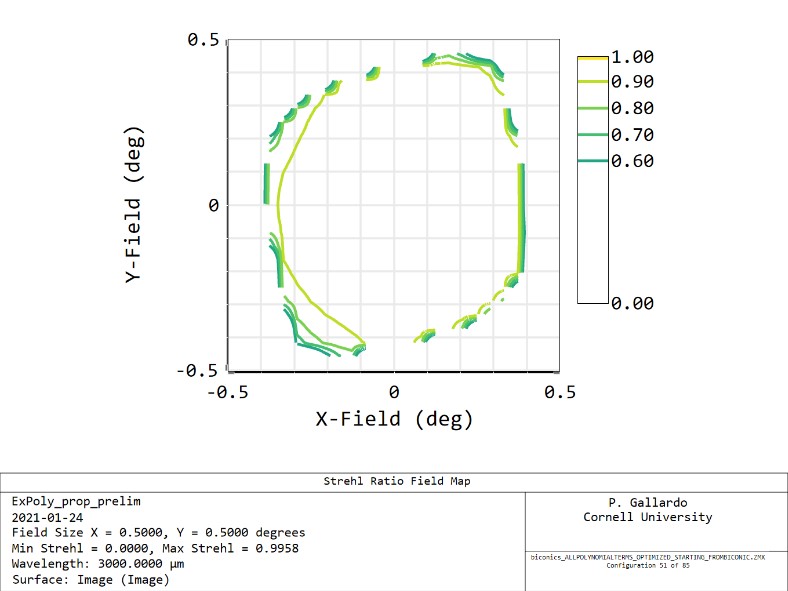 0.5
0
-0.5
-0.5
0
0.5
Y-Field (deg)
X-Field (deg)
1.00
0.90
0.80
0.70
0.60
0.00
Strehl Ratio Field Map
ExPoly_prop_prelim
2021-01-24
Field Size X = 0.5000, Y = 0.5000 degrees
Min Strehl = 0.0000, Max Strehl = 0.9958
Wavelength: 3000.0000 μm
Surface: Image (Image)
P. Gallardo
Cornell University
biconics_ALLPOLYNOMIALTERMS_OPTIMIZED_STARTING_FROMBICONIC.ZMX
Configuration 51 of 85